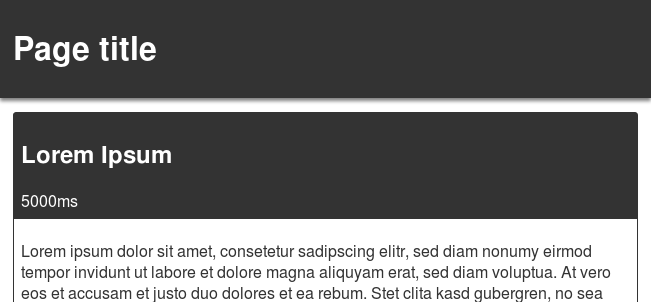 Page title
Lorem Ipsum
5000ms
Lorem ipsum dolor sit amet, consetetur sadipscing elitr, sed diam nonumy eirmod
tempor invidunt ut labore et dolore magna aliquyam erat, sed diam voluptua. At vero
eos et accusam et justo duo dolores et ea rebum. Stet clita kasd gubergren, no sea